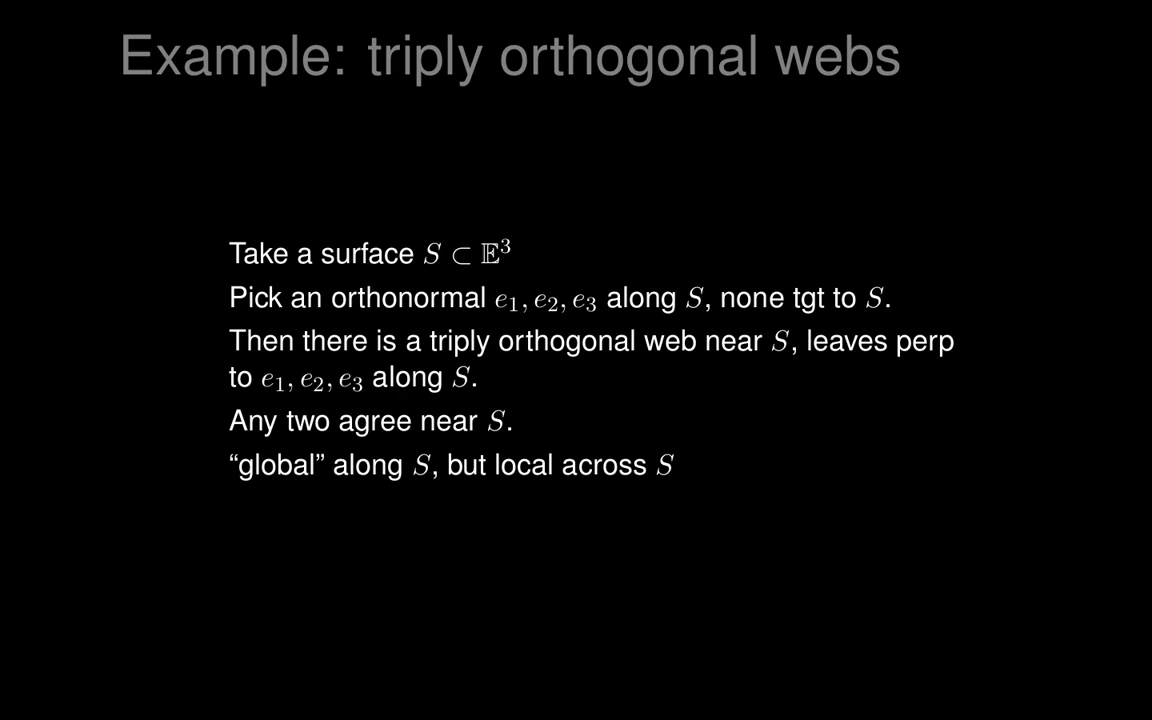 Example: triply orthogonal webs
Take a surface S ⊂ 𝔼³
Pick an orthonormal e₁, e₂, e₃ along S, none tgt to S.
Then there is a triply orthogonal web near S, leaves perp
to e₁, e₂, e₃ along S.
Any two agree near S.
“global” along S, but local across S